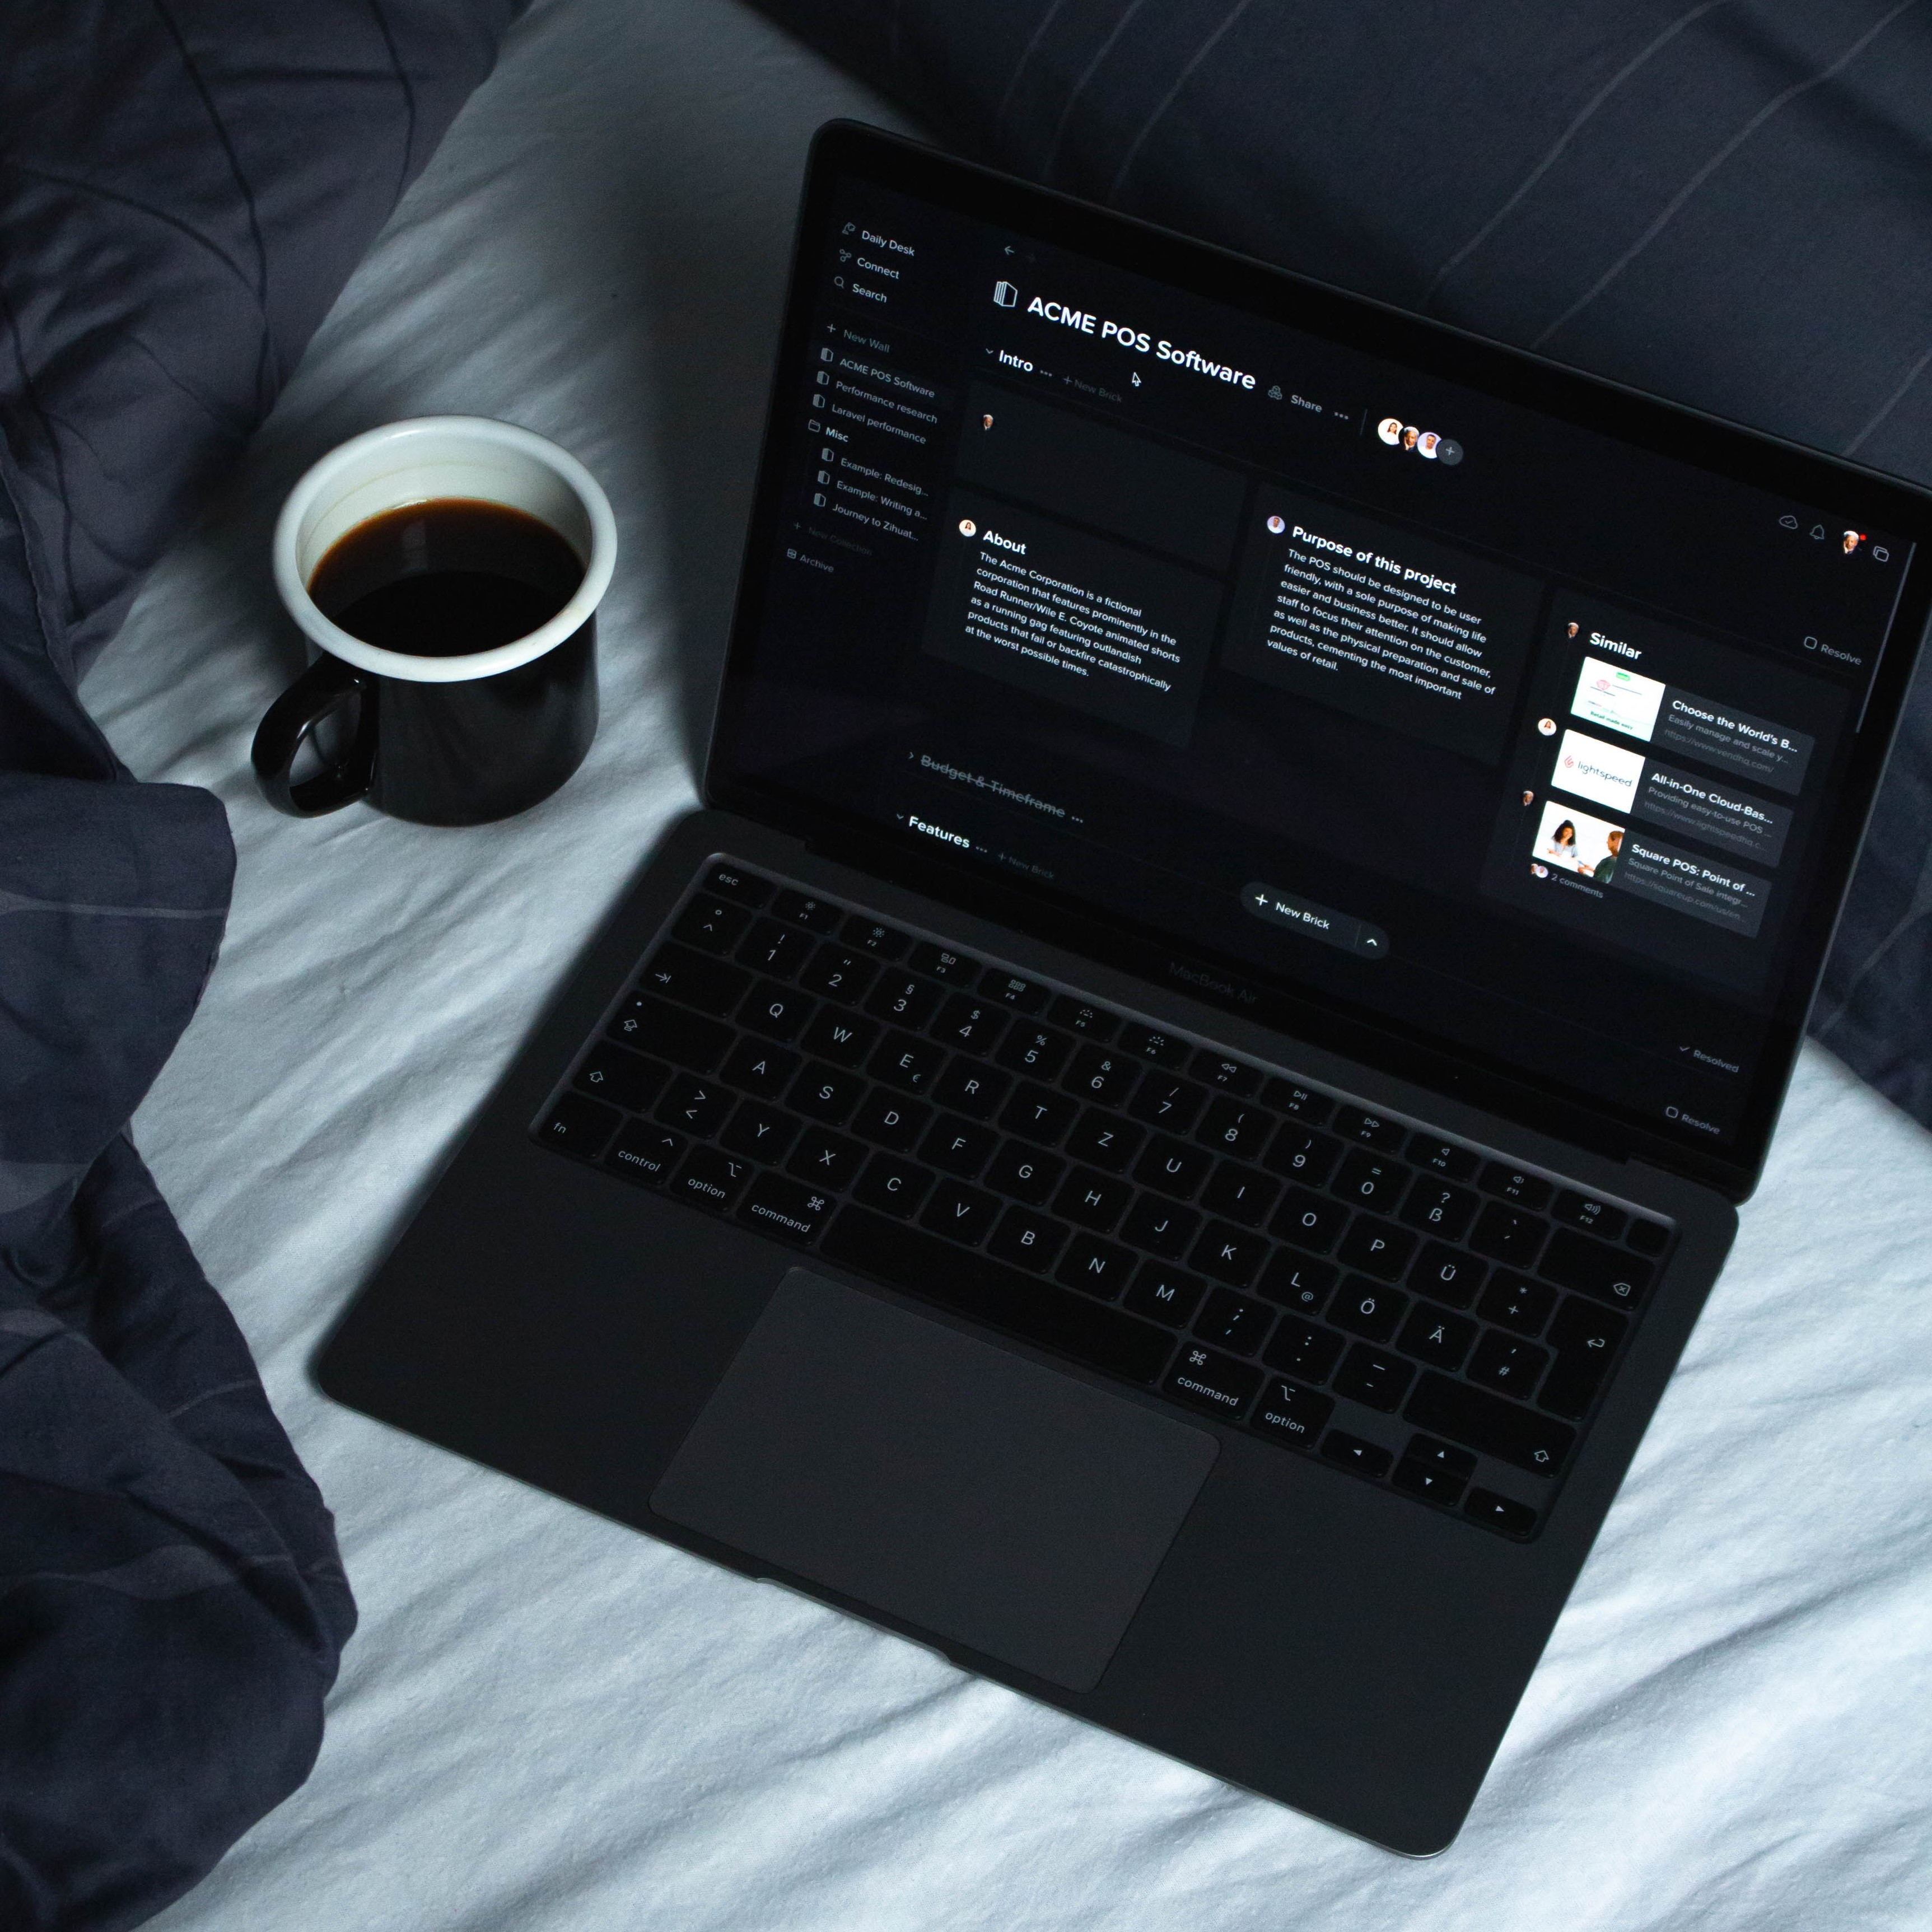 Daily Desk
Connect
Search
New Wall
ACME POS Software
Performance research
Laravel performance
Misc
Example: Redesig...
Example: Writing a...
Journey to Zihuat...
New Collection
Archive
ACME POS Software
Share
Intro
New Brick
About
The Acme Corporation is a fictional
corporation that features prominently in the
Road Runner/Wile E. Coyote animated shorts
as a running gag featuring outlandish
products that fail or backfire catastrophically
at the worst possible times.
Purpose of this project
The POS should be designed to be user
friendly, with a sole purpose of making life
easier and business better. It should allow
staff to focus their attention on the customer,
as well as the physical preparation and sale of
products, cementing the most important
values of retail.
Resolve
Similar
Choose the World's B...
Easily manage and scale y...
https://www.vendhq.com/
lightspeed
All-in-One Cloud-Bas...
Providing easy-to-use POS ...
https://www.lightspeedhq.c...
Square POS: Point of ...
Square Point of Sale integr...
https://squareup.com/us/en...
2 comments
Budget & Timeframe
Resolved
Features
New Brick
Resolve
New Brick
MacBook Air
esc F1 F2 F3 F4 F5 F6 F7 F8 F9 F10 F11 F12
° ! " § $ % & / ( ) = ? `
^ 1 2 3 4 5 6 7 8 9 0 ß ´
Q W E € R T Z U I O P Ü * +
A S D F G H J K L @ Ö Ä ' #
> < Y X C V B N M ; , : . _ -
fn control option command command option